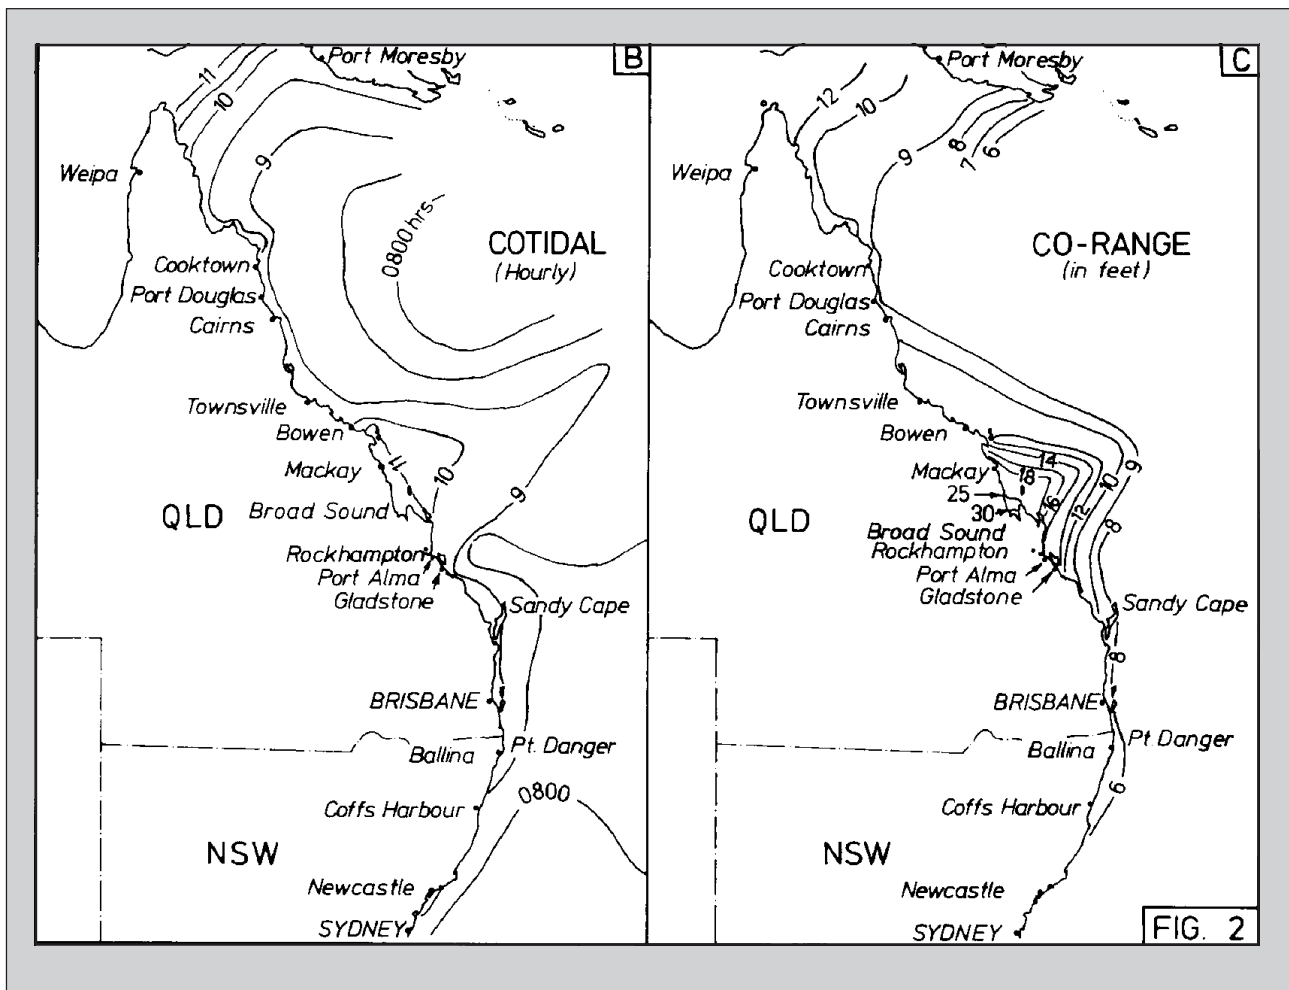 B
Port Moresby
11
10
9
Weipa
0800 hrs
COTIDAL
(Hourly)
Cooktown
Port Douglas
Cairns
Townsville
Bowen
Mackay
11
10
9
QLD
Broad Sound
Rockhampton
Port Alma
Gladstone
Sandy Cape
BRISBANE
Ballina
Pt. Danger
Coffs Harbour
0800
NSW
Newcastle
SYDNEY
C
Port Moresby
12
10
9
8
7
6
Weipa
CO-RANGE
(in feet)
Cooktown
Port Douglas
Cairns
Townsville
Bowen
Mackay
14
18
16
12
10
9
8
25
30
QLD
Broad Sound
Rockhampton
Port Alma
Gladstone
Sandy Cape
8
BRISBANE
Pt. Danger
Ballina
6
Coffs Harbour
NSW
Newcastle
SYDNEY
FIG. 2